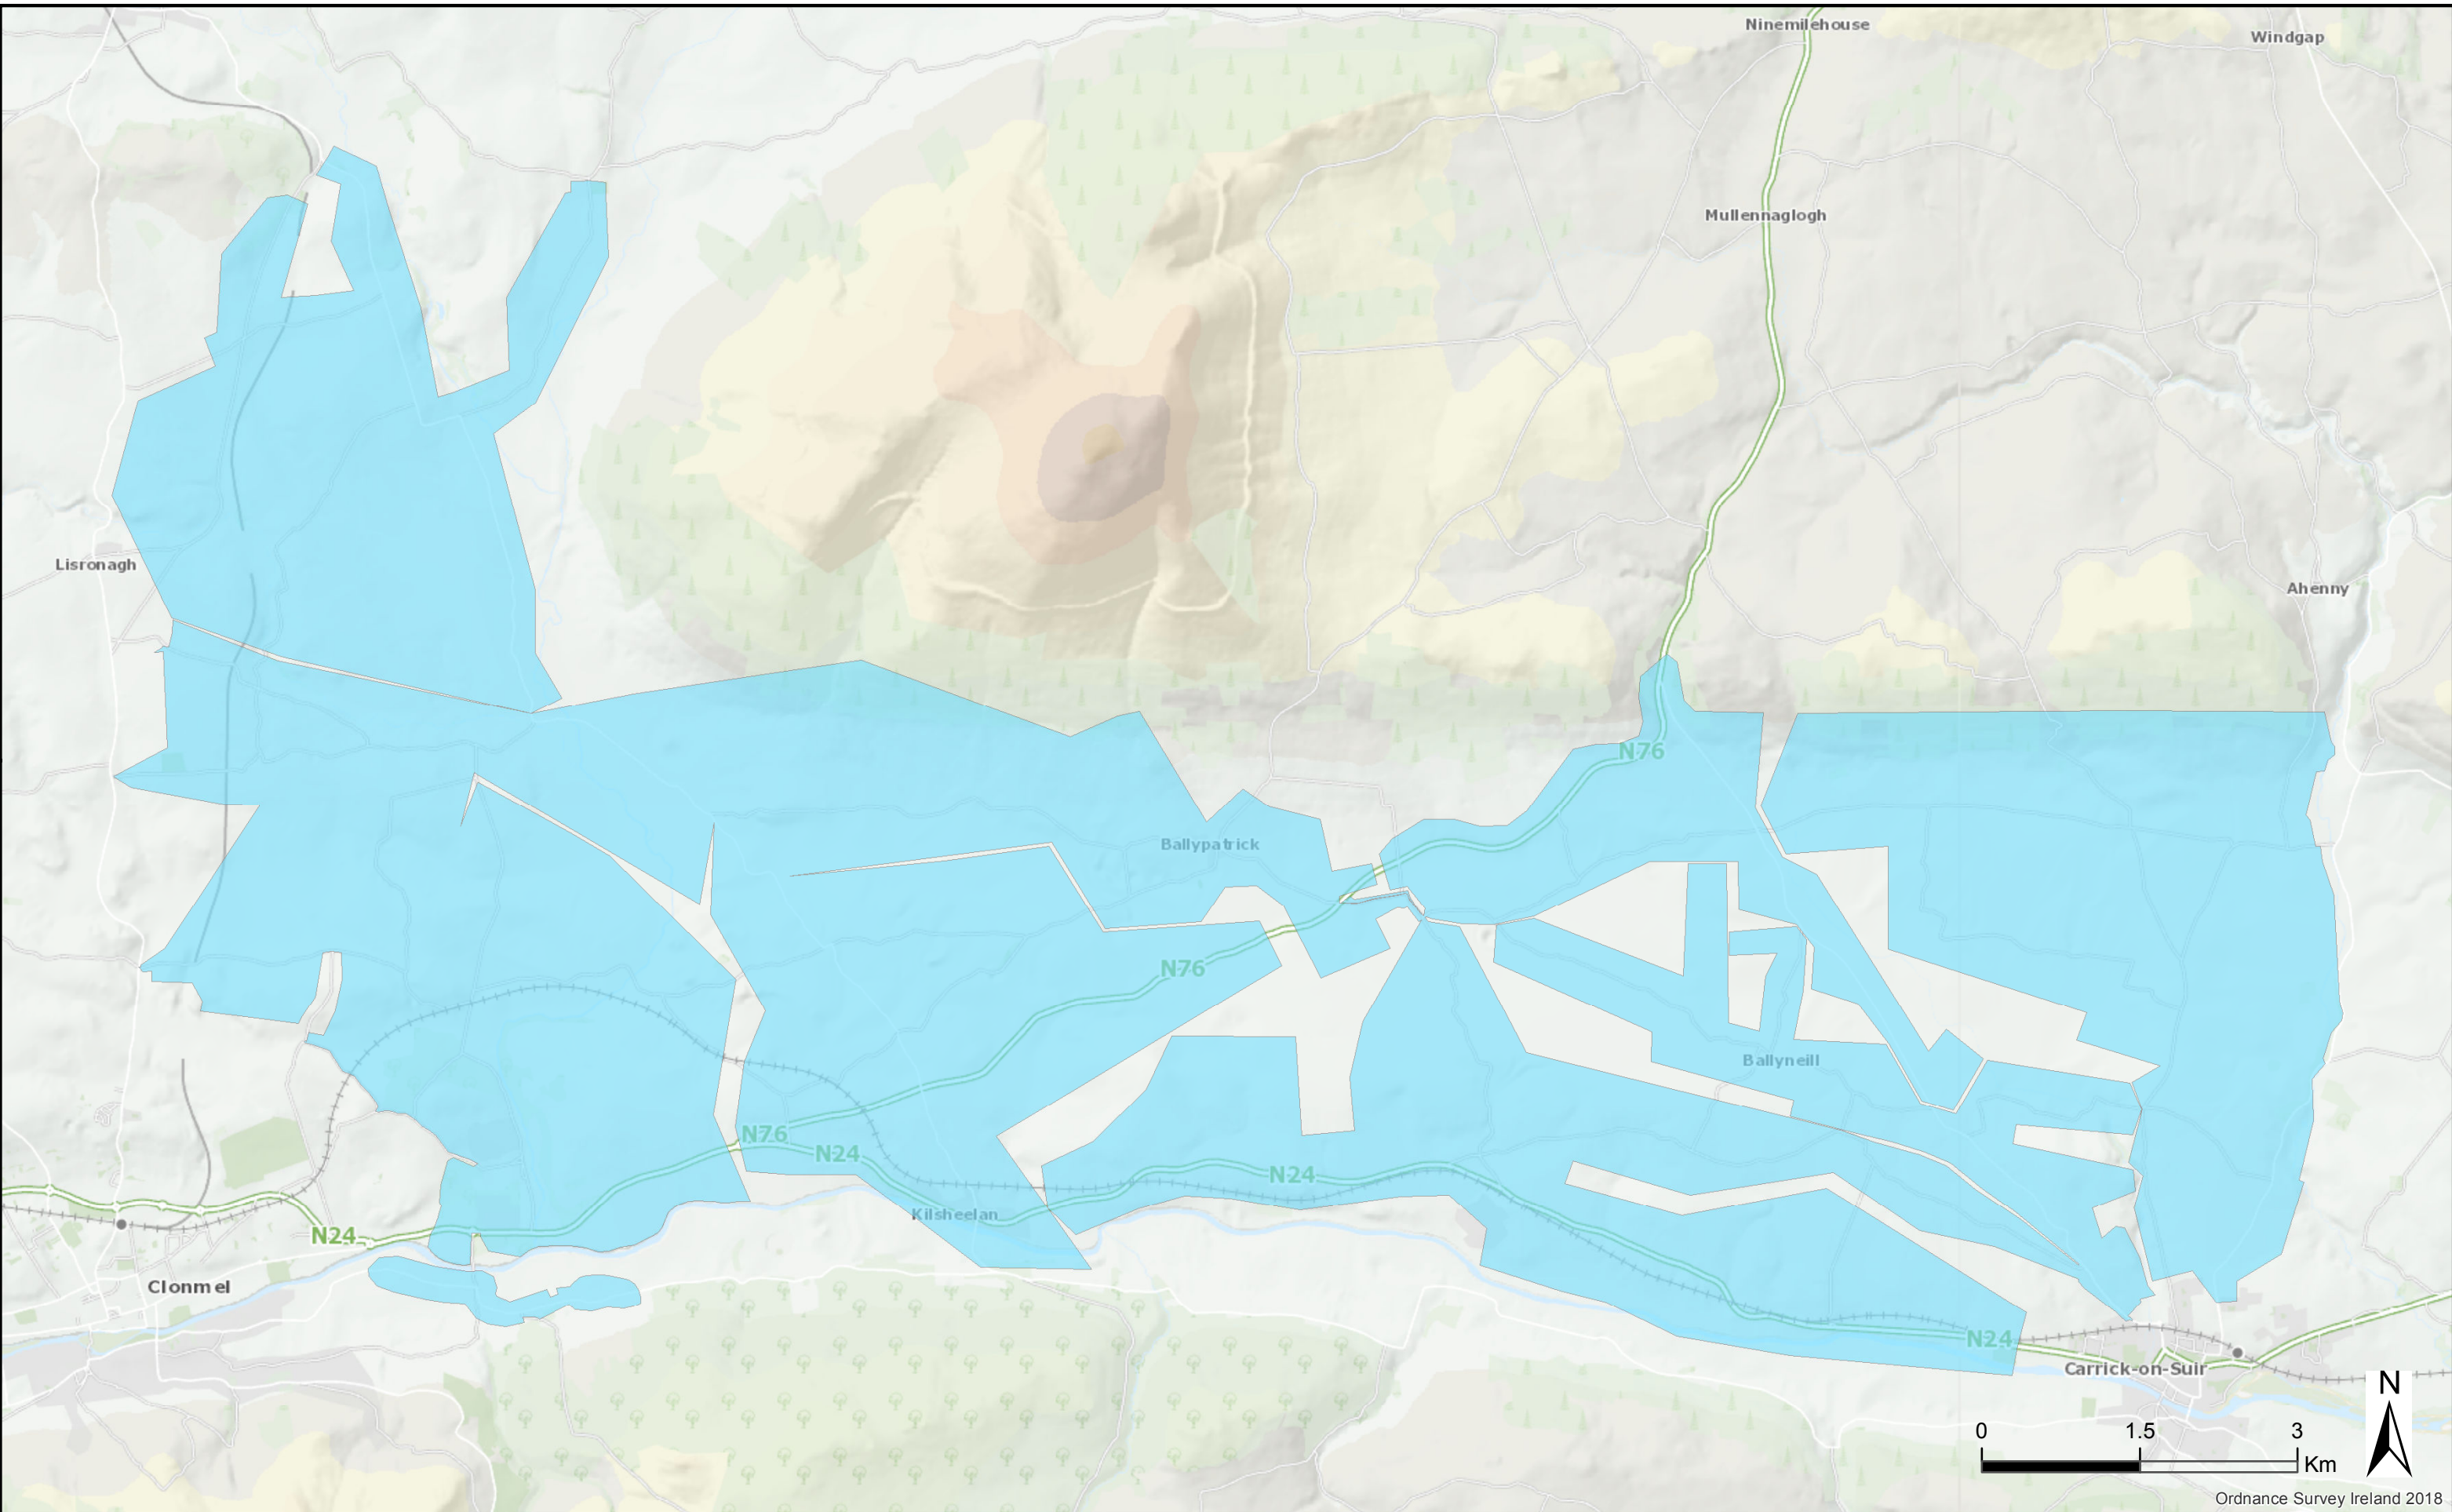 Ninemilehouse
Windgap
Mullennaglogh
Lisronagh
Ahenny
N76
Ballypatrick
N76
Ballyneill
N76
N24
N24
Kilsheelan
N24
Clonmel
N24
Carrick-on-Suir
N
0 1.5 3
Km
Ordnance Survey Ireland 2018